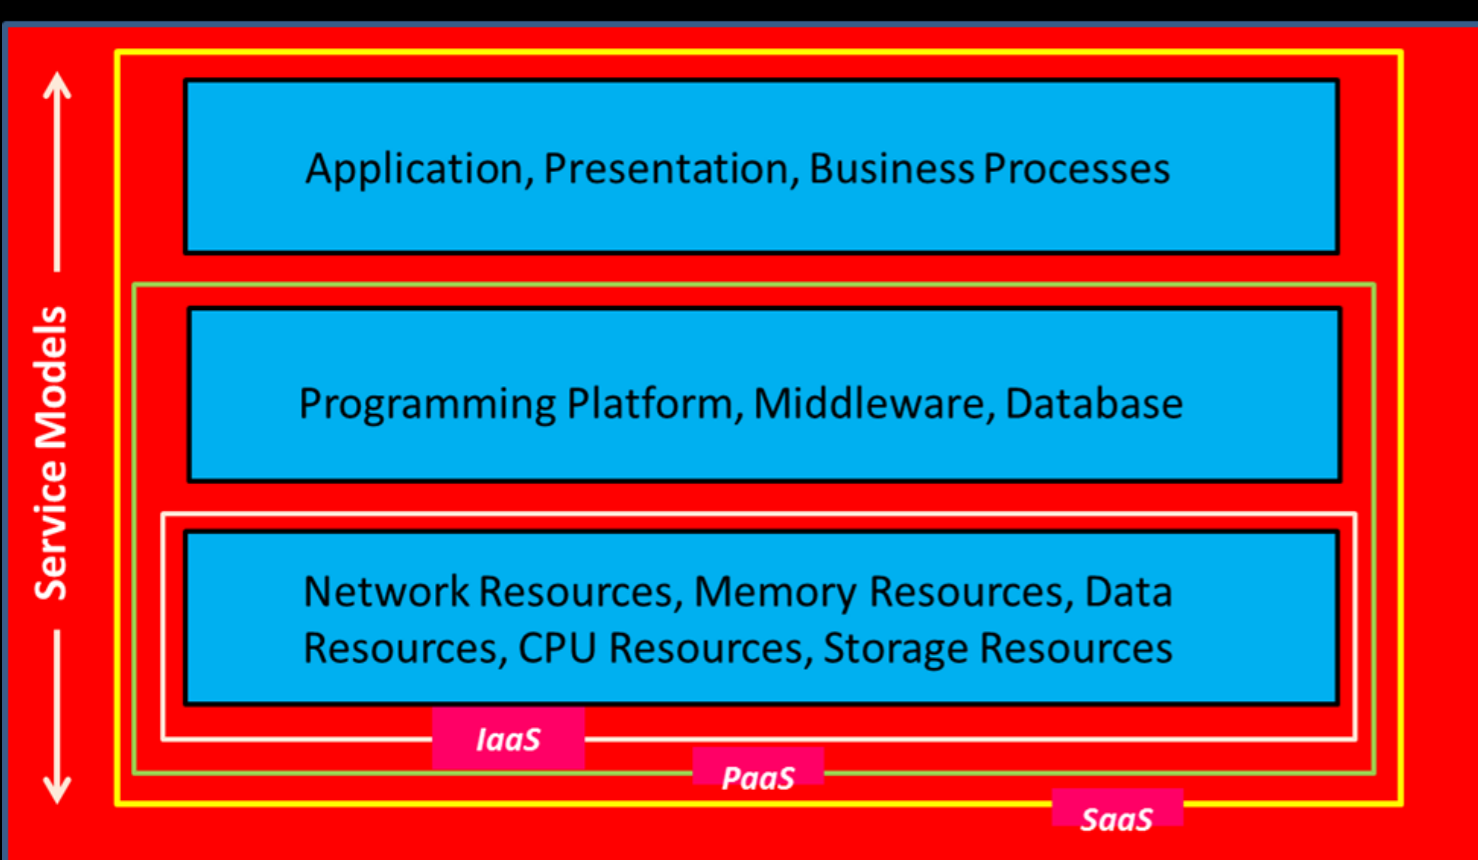 Application, Presentation, Business Processes
Service Models
Programming Platform, Middleware, Database
Network Resources, Memory Resources, Data
Resources, CPU Resources, Storage Resources
IaaS
PaaS
SaaS